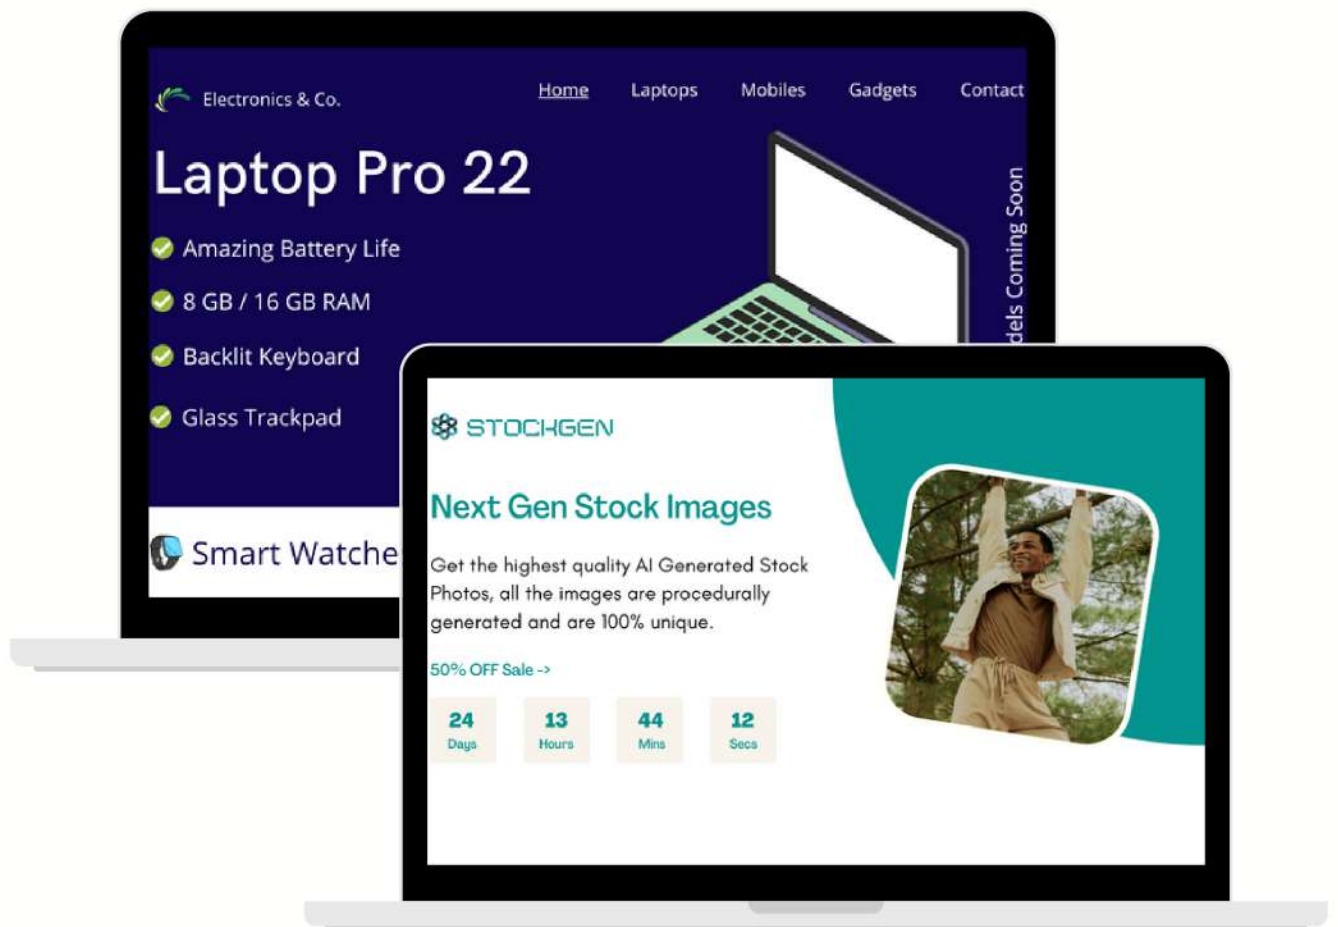 Electronics & Co.
Home Laptops Mobiles Gadgets Contact
Laptop Pro 22
Amazing Battery Life
8 GB / 16 GB RAM
Backlit Keyboard
Glass Trackpad
Coming Soon
Smart
STOCKGEN
Next Gen Stock Images
Get the highest quality AI Generated Stock
Photos, all the images are procedurally
generated and are 100% unique.
50% OFF Sale ->
24 13 44 12
Days Hours Mins Secs